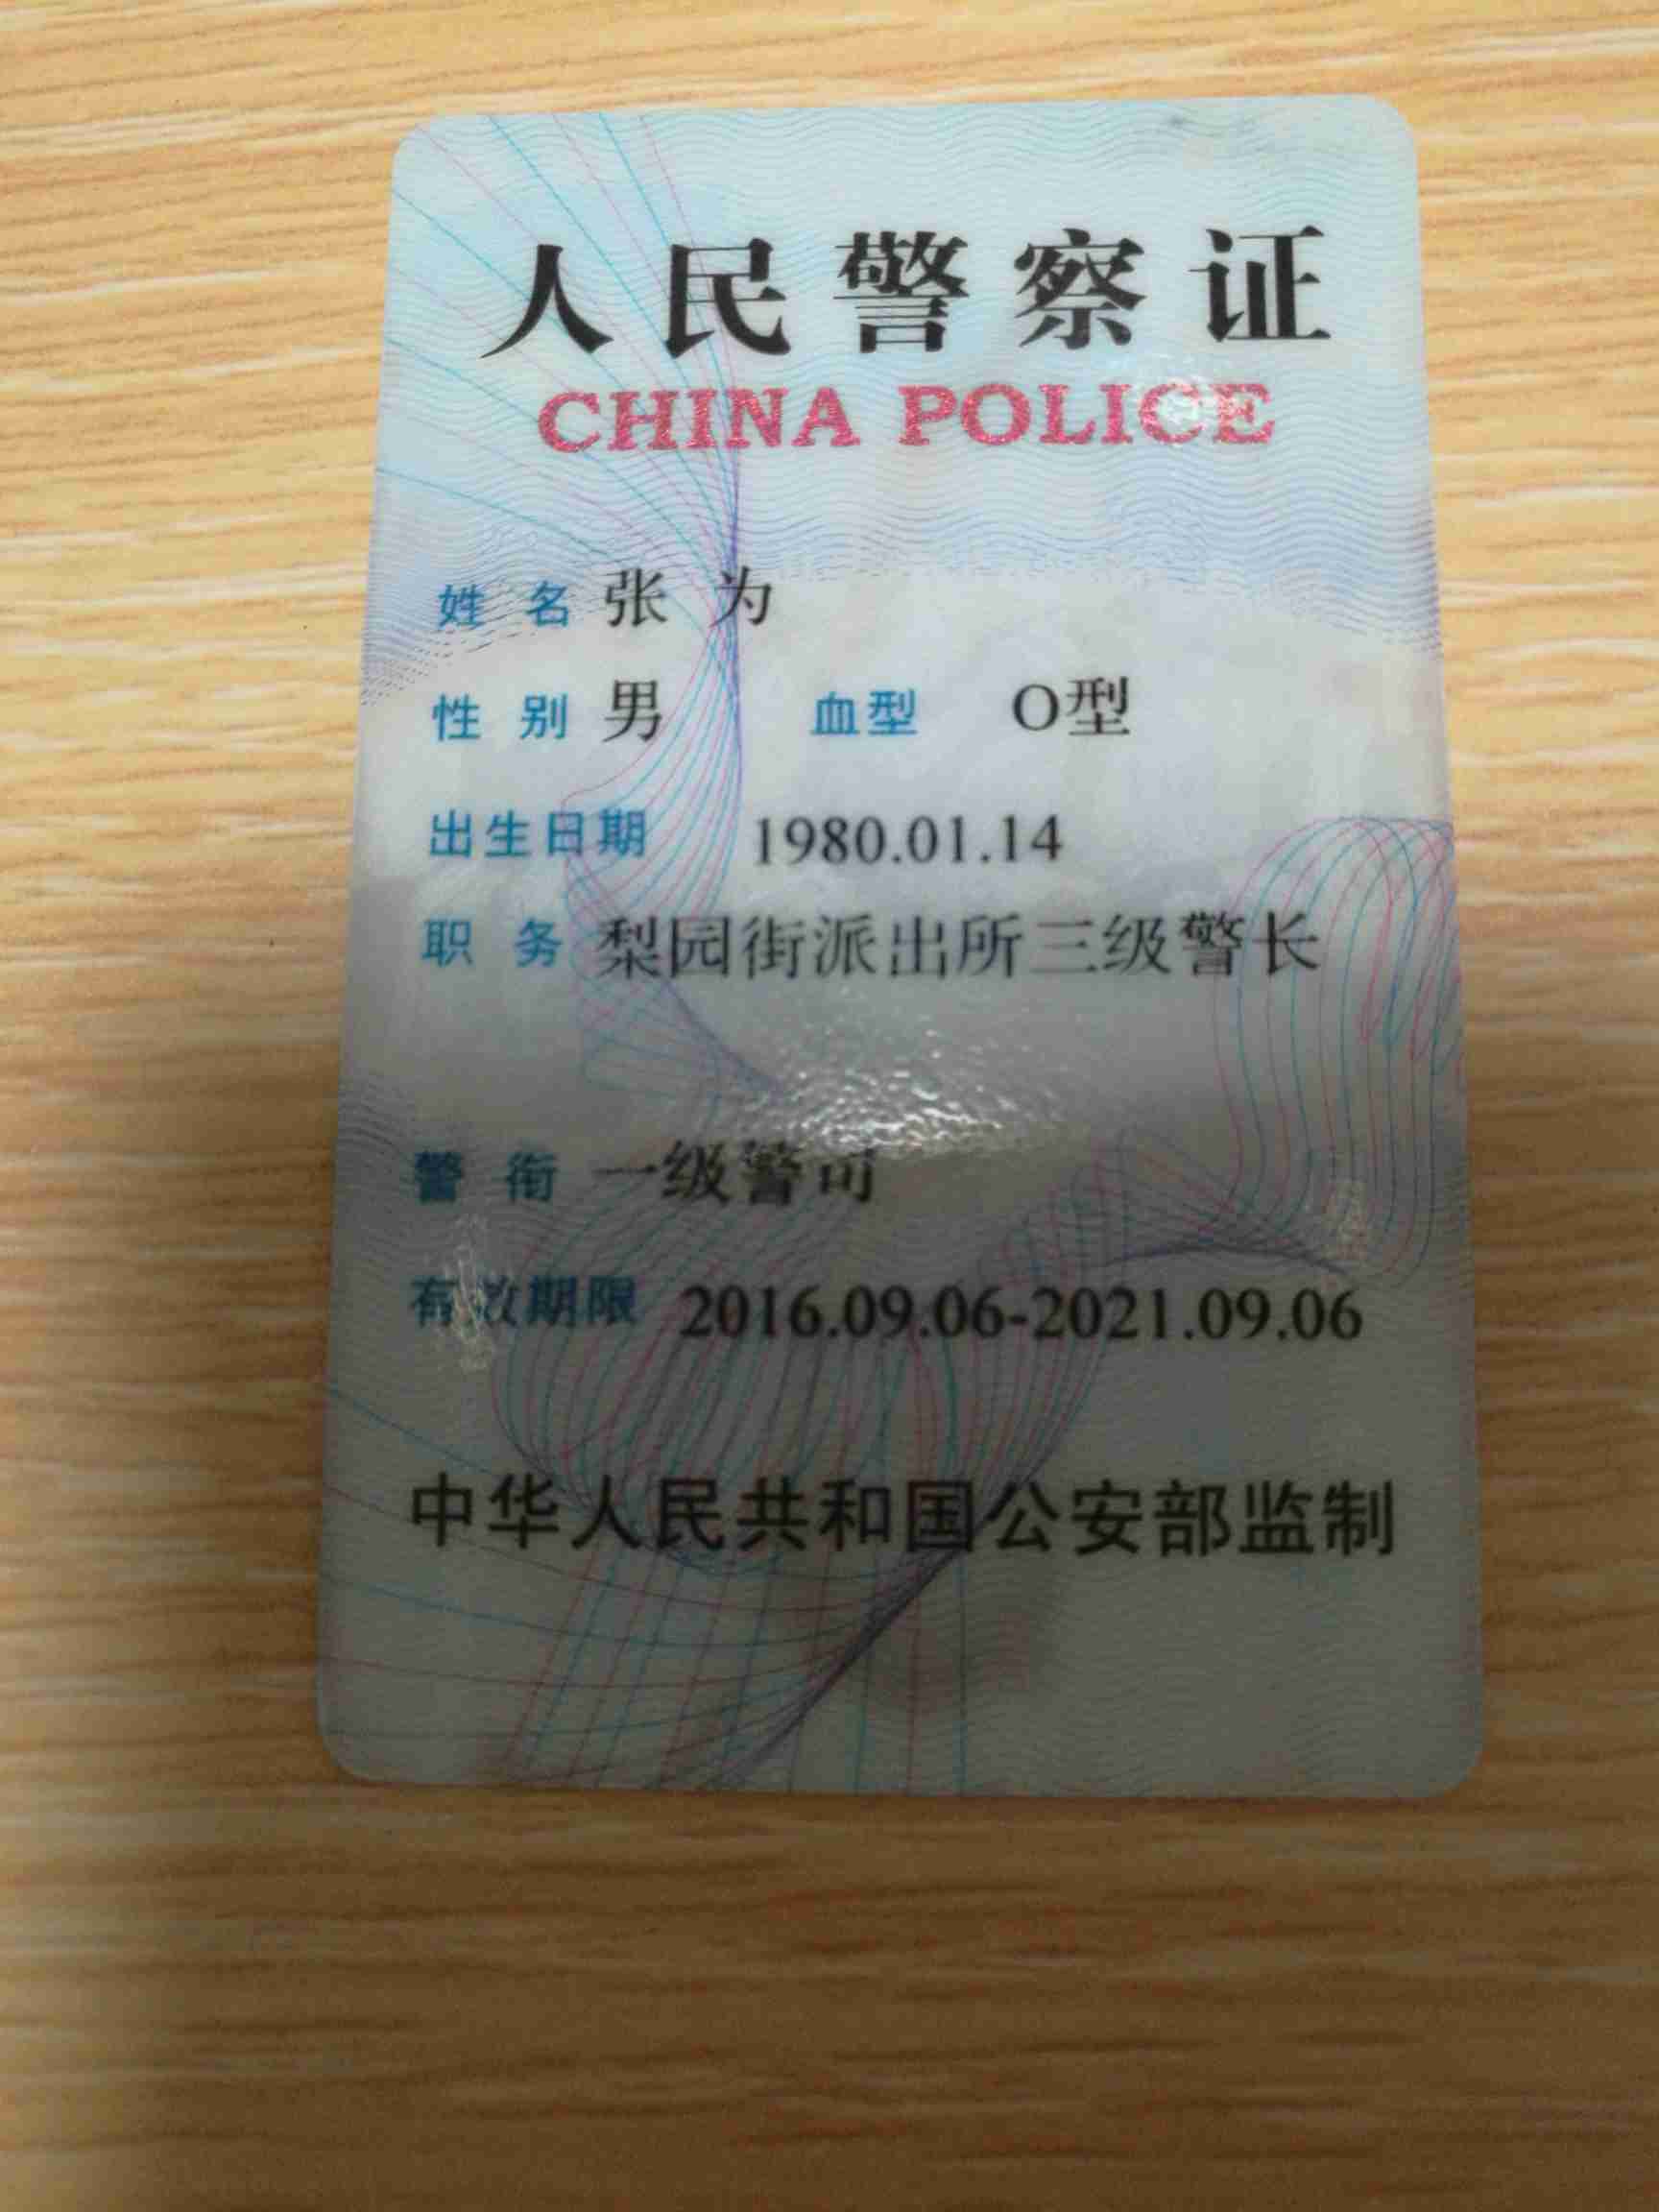 人民警察证
CHINA POLICE
姓名 张为
性别 男 血型 O型
出生日期 1980.01.14
职务 梨园街派出所三级警长
警衔 一级警司
有效期限 2016.09.06-2021.09.06
中华人民共和国公安部监制